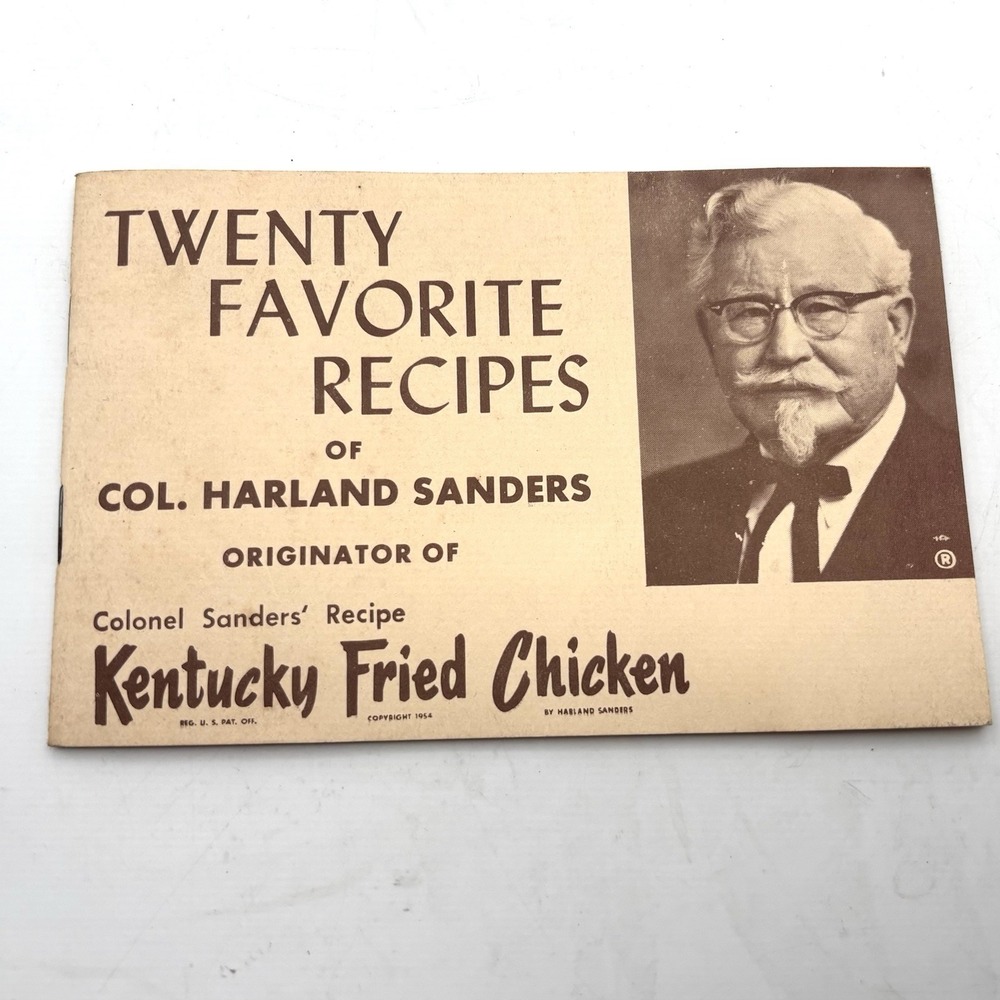 TWENTY
FAVORITE
RECIPES
OF
COL. HARLAND SANDERS
ORIGINATOR OF
Colonel Sanders' Recipe
Kentucky Fried Chicken
REG. U. S. PAT. OFF. COPYRIGHT 1954 BY HARLAND SANDERS
®